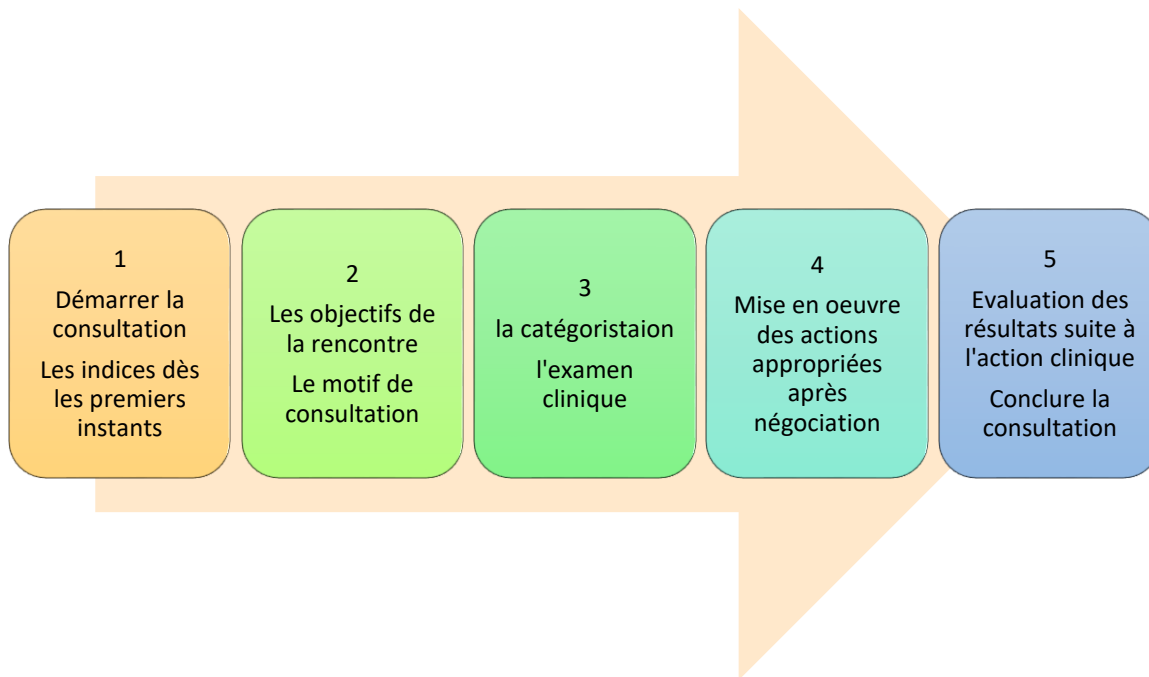 1
Démarrer la
consultation
Les indices dès
les premiers
instants
2
Les objectifs de
la rencontre
Le motif de
consultation
3
la catégoristaion
l'examen
clinique
4
Mise en oeuvre
des actions
appropriées
après
négociation
5
Evaluation des
résultats suite à
l'action clinique
Conclure la
consultation